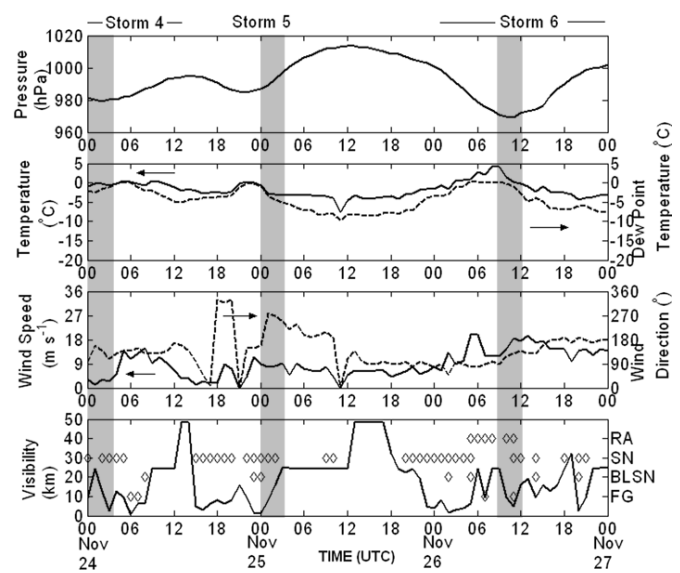 Storm 4 Storm 5 Storm 6
1020
1000
980
960
Pressure
(hPa)
00 06 12 18 00 06 12 18 00 06 12 18 00
5
0
-5
-10
-15
-20
Temperature
(°C)
5
0
-5
-10
-15
-20
Dew Point
Temperature (°C)
00 06 12 18 00 06 12 18 00 06 12 18 00
36
27
18
9
0
Wind Speed
(m s-1)
360
270
180
90
0
Wind
Direction (°)
00 06 12 18 00 06 12 18 00 06 12 18 00
50
40
30
20
10
0
Visibility
(km)
RA
SN
BLSN
FG
00 06 12 18 00 06 12 18 00 06 12 18 00
Nov Nov Nov Nov
24 25 26 27
TIME (UTC)